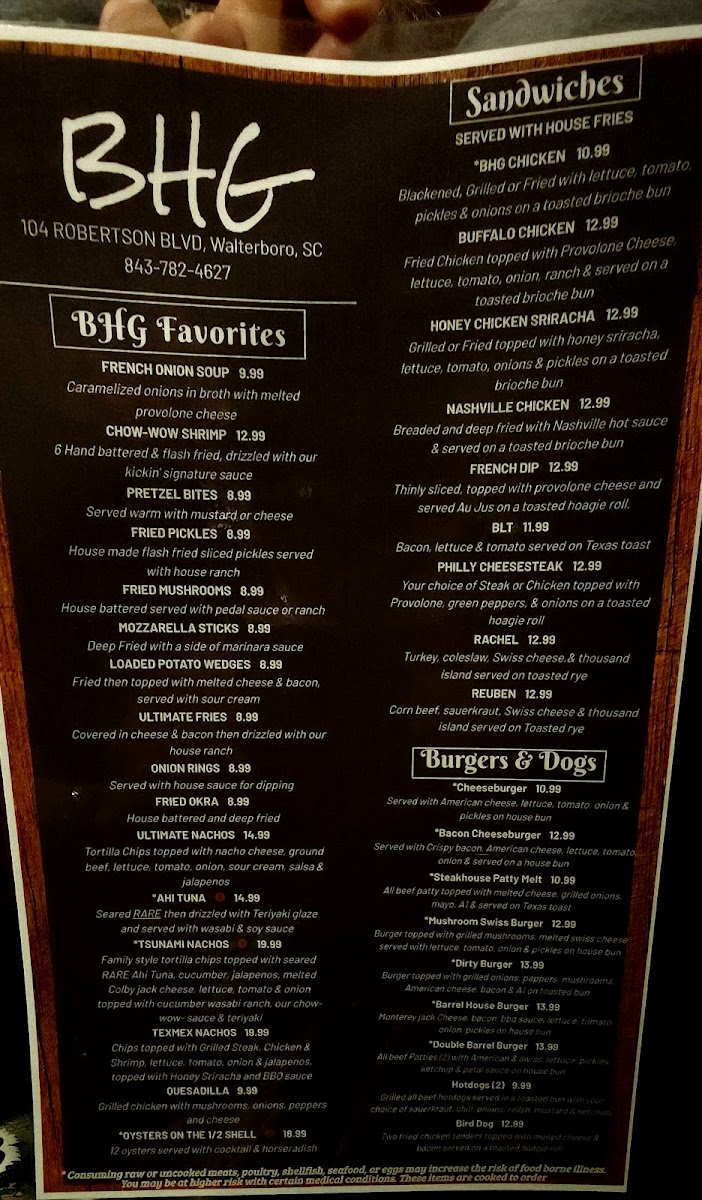 BHG
104 ROBERTSON BLVD, Walterboro, SC
843-782-4627
BHG Favorites
FRENCH ONION SOUP 9.99
Caramelized onions in broth with melted
provolone cheese
CHOW-WOW SHRIMP 12.99
6 Hand battered & flash fried, drizzled with our
kickin' signature sauce
PRETZEL BITES 8.99
Served warm with mustard or cheese
FRIED PICKLES 8.99
House made flash fried sliced pickles served
with house ranch
FRIED MUSHROOMS 8.99
House battered served with pedal sauce or ranch
MOZZARELLA STICKS 8.99
Deep Fried with a side of marinara sauce
LOADED POTATO WEDGES 8.99
Fried then topped with melted cheese & bacon,
served with sour cream
ULTIMATE FRIES 8.99
Covered in cheese & bacon then drizzled with our
house ranch
ONION RINGS 8.99
Served with house sauce for dipping
FRIED OKRA 8.99
House battered and deep fried
ULTIMATE NACHOS 14.99
Tortilla Chips topped with nacho cheese, ground
beef, lettuce, tomato, onion, sour cream, salsa &
jalapenos
*AHI TUNA 14.99
Seared RARE then drizzled with Teriyaki glaze
and served with wasabi & soy sauce
*TSUNAMI NACHOS 19.99
Family style tortilla chips topped with seared
RARE Ahi Tuna, cucumber, jalapenos, melted
Colby jack cheese, lettuce, tomato & onion
topped with cucumber wasabi ranch, our chow-
wow- sauce & teriyaki
TEXMEX NACHOS 19.99
Chips topped with Grilled Steak, Chicken &
Shrimp, lettuce, tomato, onion & jalapenos,
topped with Honey Sriracha and BBQ sauce
QUESADILLA 9.99
Grilled chicken with mushrooms, onions, peppers
and cheese
*OYSTERS ON THE 1/2 SHELL 18.99
12 oysters served with cocktail & horseradish
Sandwiches
SERVED WITH HOUSE FRIES
*BHG CHICKEN 10.99
Blackened, Grilled or Fried with lettuce, tomato,
pickles & onions on a toasted brioche bun
BUFFALO CHICKEN 12.99
Fried Chicken topped with Provolone Cheese,
lettuce, tomato, onion, ranch & served on a
toasted brioche bun
HONEY CHICKEN SRIRACHA 12.99
Grilled or Fried topped with honey sriracha,
lettuce, tomato, onions & pickles on a toasted
brioche bun
NASHVILLE CHICKEN 12.99
Breaded and deep fried with Nashville hot sauce
& served on a toasted brioche bun
FRENCH DIP 12.99
Thinly sliced, topped with provolone cheese and
served Au Jus on a toasted hoagie roll.
BLT 11.99
Bacon, lettuce & tomato served on Texas toast
PHILLY CHEESESTEAK 12.99
Your choice of Steak or Chicken topped with
Provolone, green peppers, & onions on a toasted
hoagie roll
RACHEL 12.99
Turkey, coleslaw, Swiss cheese,& thousand
island served on toasted rye
REUBEN 12.99
Corn beef, sauerkraut, Swiss cheese & thousand
island served on Toasted rye
Burgers & Dogs
*Cheeseburger 10.99
Served with American cheese, lettuce, tomato, onion &
pickles on house bun
*Bacon Cheeseburger 12.99
Served with Crispy bacon, American cheese, lettuce, tomato,
onion & served on a house bun
*Steakhouse Patty Melt 10.99
All beef patty topped with melted cheese, grilled onions,
mayo, A1 & served on Texas toast
*Mushroom Swiss Burger 12.99
Burger topped with grilled mushrooms, melted swiss cheese
served with lettuce, tomato, onion & pickles on house bun
*Dirty Burger 13.99
Burger topped with grilled onions, peppers, mushrooms,
American cheese, bacon & A1 on toasted bun
*Barrel House Burger 13.99
Monterey jack Cheese, bacon, bbq sauce, lettuce, tomato,
onion, pickles on house bun
*Double Barrel Burger 13.99
All beef Patties (2) with American & swiss, lettuce, pickles,
ketchup & petal sauce on house bun
Hotdogs (2) 9.99
Grilled all beef hotdogs served in a toasted bun with your
choice of sauerkraut, chili, onions, relish, mustard & ketchup
Bird Dog 12.99
Two fried chicken tenders topped with melted cheese &
bacon served on a toasted hoagie roll
* Consuming raw or uncooked meats, poultry, shellfish, seafood, or eggs may increase the risk of food borne illness.
You may be at higher risk with certain medical conditions. These items are cooked to order